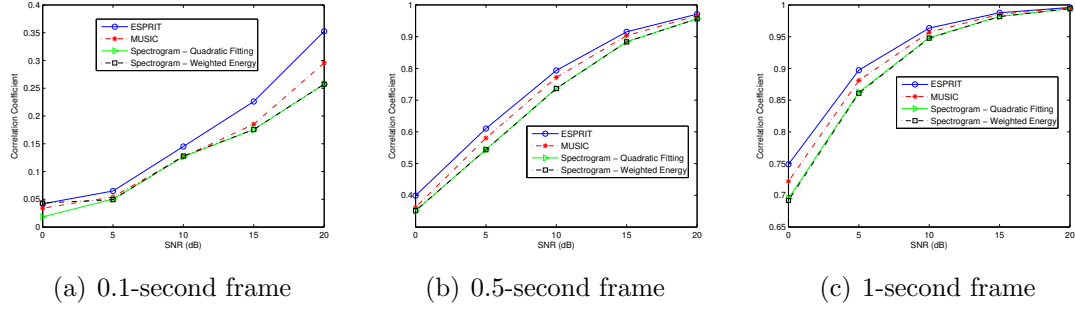 0.4
0.35
0.3
0.25
0.2
0.15
0.1
0.05
0
Correlation Coefficient
ESPRIT
MUSIC
Spectrogram − Quadratic Fitting
Spectrogram − Weighted Energy
0 5 10 15 20
SNR (dB)
(a) 0.1-second frame
1
0.9
0.8
0.7
0.6
0.5
0.4
Correlation Coefficient
ESPRIT
MUSIC
Spectrogram − Quadratic Fitting
Spectrogram − Weighted Energy
0 5 10 15 20
SNR (dB)
(b) 0.5-second frame
1
0.95
0.9
0.85
0.8
0.75
0.7
0.65
Correlation Coefficient
ESPRIT
MUSIC
Spectrogram − Quadratic Fitting
Spectrogram − Weighted Energy
0 5 10 15 20
SNR (dB)
(c) 1-second frame